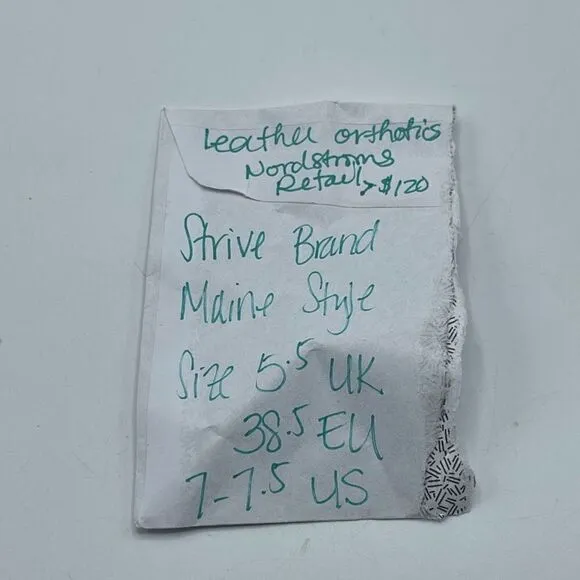 Leather orthotics
Nordstroms
Retail > $120
Strive Brand
Maine Style
Size 5.5 UK
38.5 EU
7-7.5 US